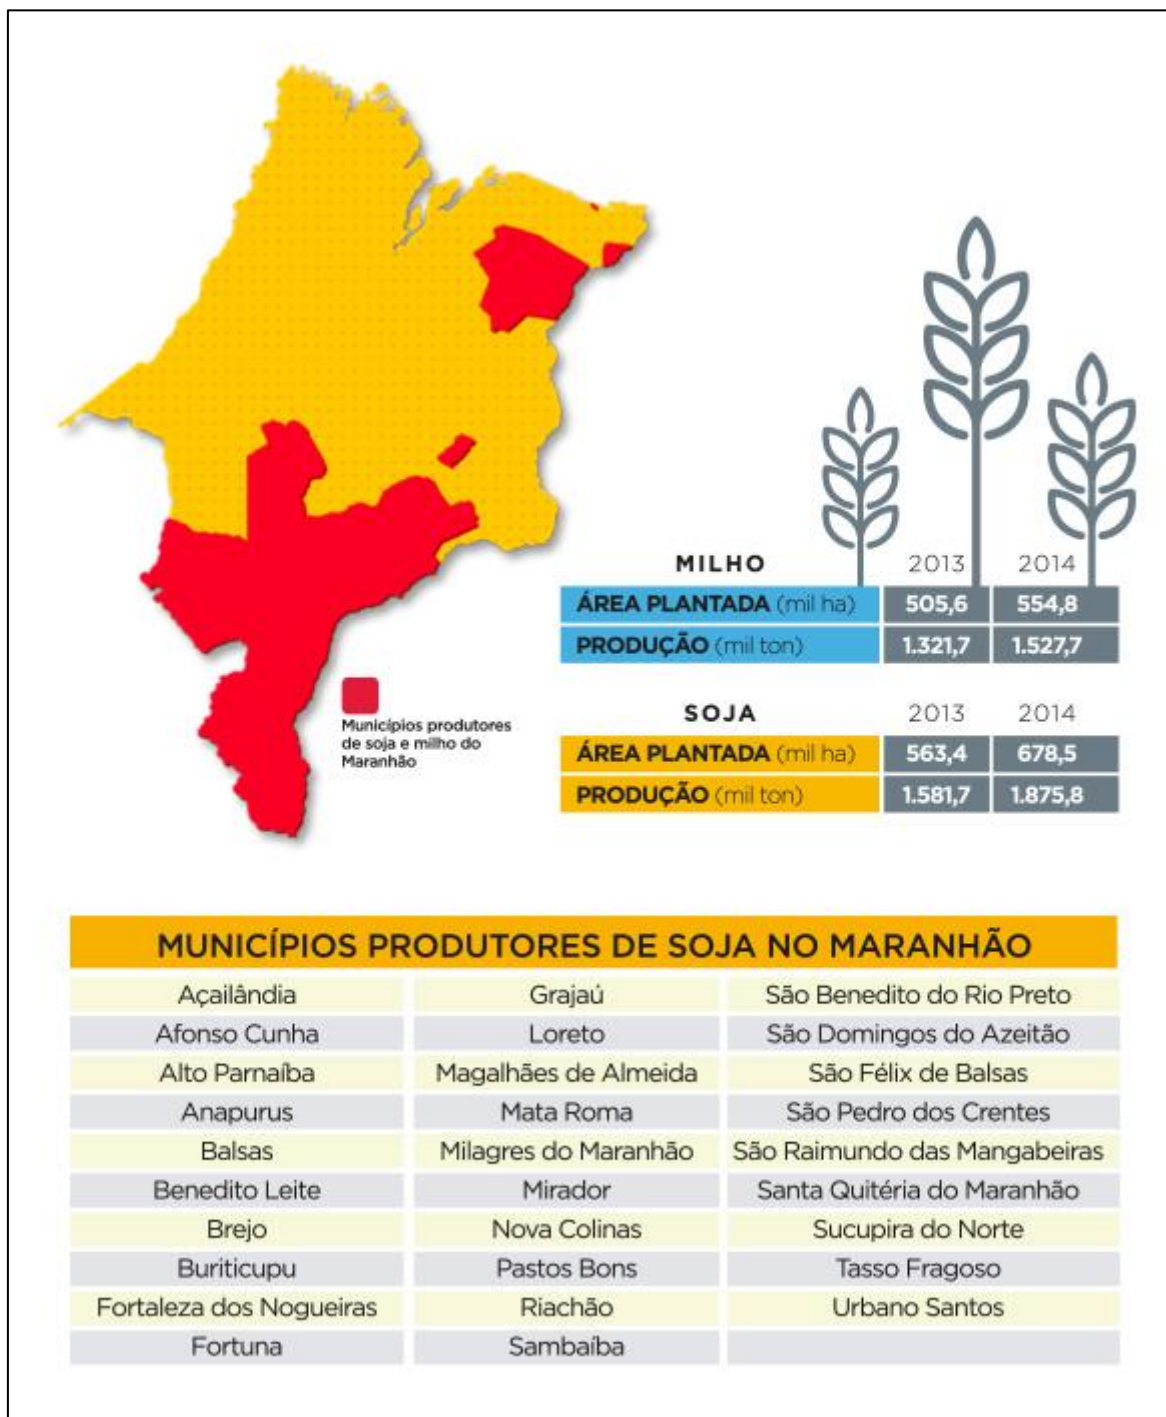 Municípios produtores
de soja e milho do
Maranhão
MILHO 2013 2014
ÁREA PLANTADA (mil ha) 505,6 554,8
PRODUÇÃO (mil ton) 1.321,7 1.527,7
SOJA 2013 2014
ÁREA PLANTADA (mil ha) 563,4 678,5
PRODUÇÃO (mil ton) 1.581,7 1.875,8
MUNICÍPIOS PRODUTORES DE SOJA NO MARANHÃO
Açailândia Grajaú São Benedito do Rio Preto
Afonso Cunha Loreto São Domingos do Azeitão
Alto Parnaíba Magalhães de Almeida São Félix de Balsas
Anapurus Mata Roma São Pedro dos Crentes
Balsas Milagres do Maranhão São Raimundo das Mangabeiras
Benedito Leite Mirador Santa Quitéria do Maranhão
Brejo Nova Colinas Sucupira do Norte
Buriticupu Pastos Bons Tasso Fragoso
Fortaleza dos Nogueiras Riachão Urbano Santos
Fortuna Sambaíba